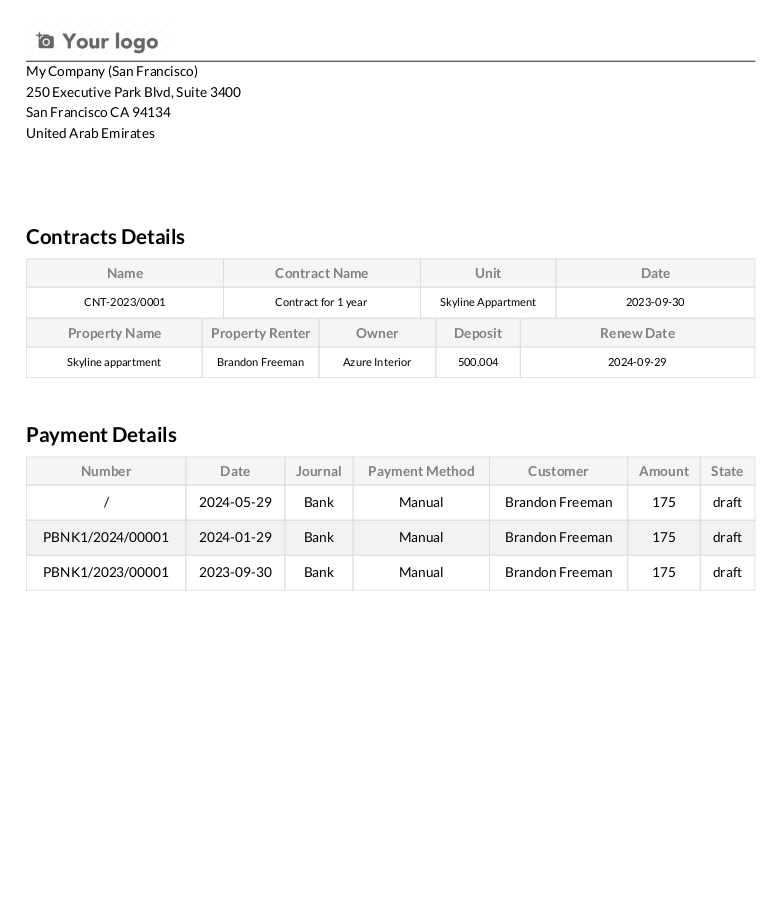 Your logo
My Company (San Francisco)
250 Executive Park Blvd, Suite 3400
San Francisco CA 94134
United Arab Emirates
Contracts Details
Name Contract Name Unit Date
CNT-2023/0001 Contract for 1 year Skyline Appartment 2023-09-30
Property Name Property Renter Owner Deposit Renew Date
Skyline appartment Brandon Freeman Azure Interior 500.004 2024-09-29
Payment Details
Number Date Journal Payment Method Customer Amount State
/ 2024-05-29 Bank Manual Brandon Freeman 175 draft
PBNK1/2024/00001 2024-01-29 Bank Manual Brandon Freeman 175 draft
PBNK1/2023/00001 2023-09-30 Bank Manual Brandon Freeman 175 draft